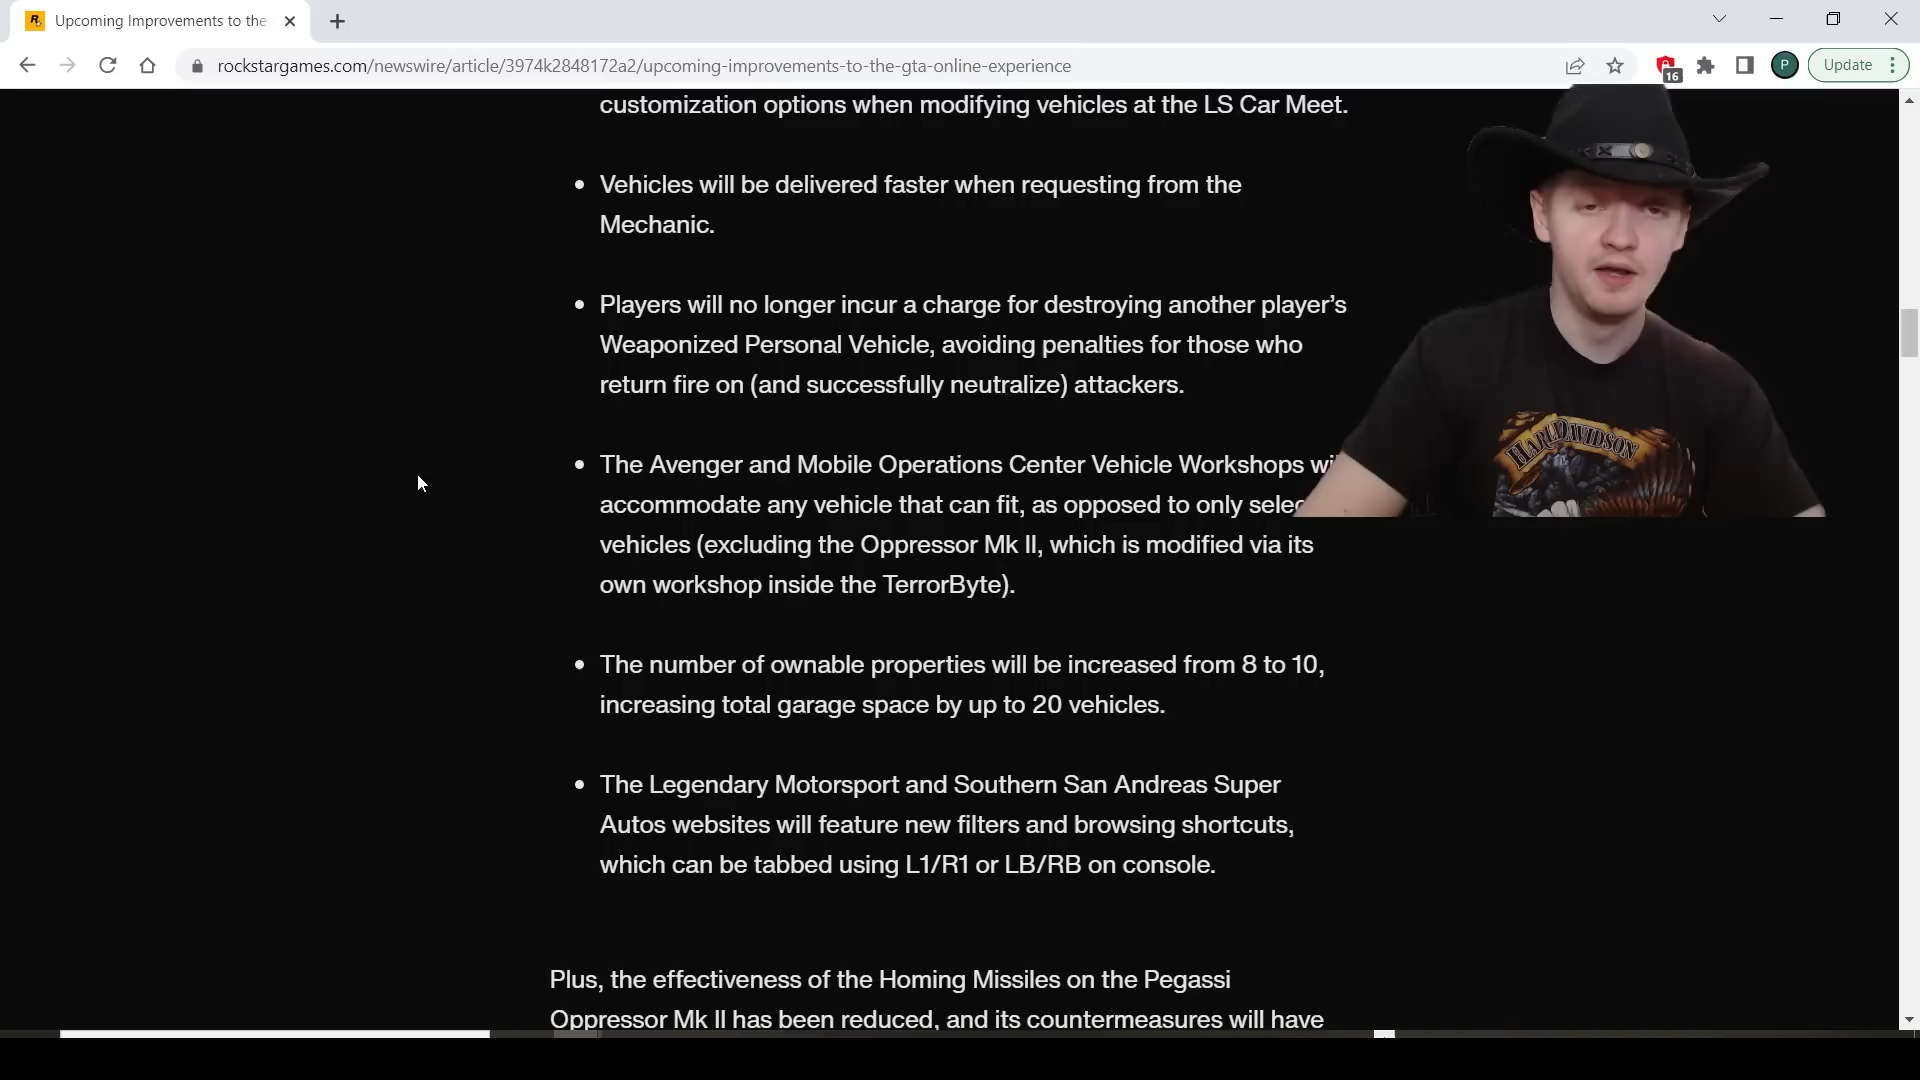 Upcoming Improvements to the
rockstargames.com/newswire/article/3974k2848172a2/upcoming-improvements-to-the-gta-online-experience
16
P
Update
customization options when modifying vehicles at the LS Car Meet.
• Vehicles will be delivered faster when requesting from the
Mechanic.
• Players will no longer incur a charge for destroying another player’s
Weaponized Personal Vehicle, avoiding penalties for those who
return fire on (and successfully neutralize) attackers.
• The Avenger and Mobile Operations Center Vehicle Workshops wi
accommodate any vehicle that can fit, as opposed to only selec
vehicles (excluding the Oppressor Mk II, which is modified via its
own workshop inside the TerrorByte).
• The number of ownable properties will be increased from 8 to 10,
increasing total garage space by up to 20 vehicles.
• The Legendary Motorsport and Southern San Andreas Super
Autos websites will feature new filters and browsing shortcuts,
which can be tabbed using L1/R1 or LB/RB on console.
Plus, the effectiveness of the Homing Missiles on the Pegassi
Oppressor Mk II has been reduced, and its countermeasures will have
HARLEY-DAVIDSON